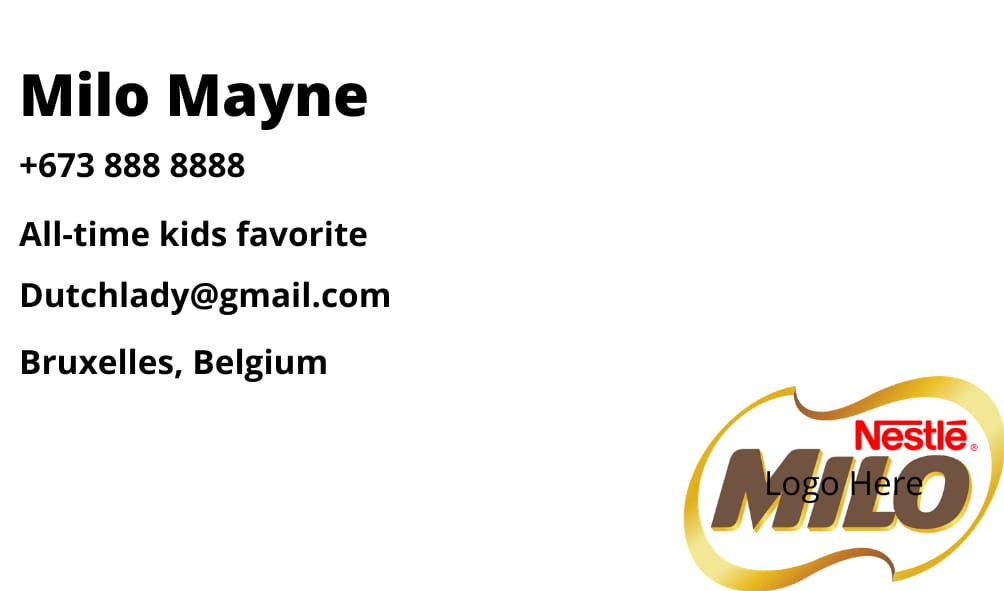 Milo Mayne
+673 888 8888
All-time kids favorite
Dutchlady@gmail.com
Bruxelles, Belgium
Nestlé®
MILO
Logo Here